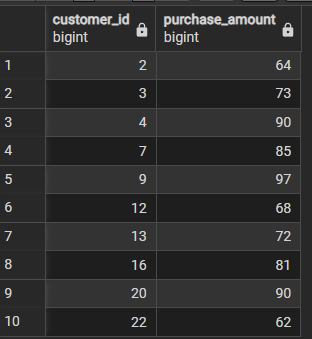 customer_id purchase_amount
bigint bigint
1 2 64
2 3 73
3 4 90
4 7 85
5 9 97
6 12 68
7 13 72
8 16 81
9 20 90
10 22 62